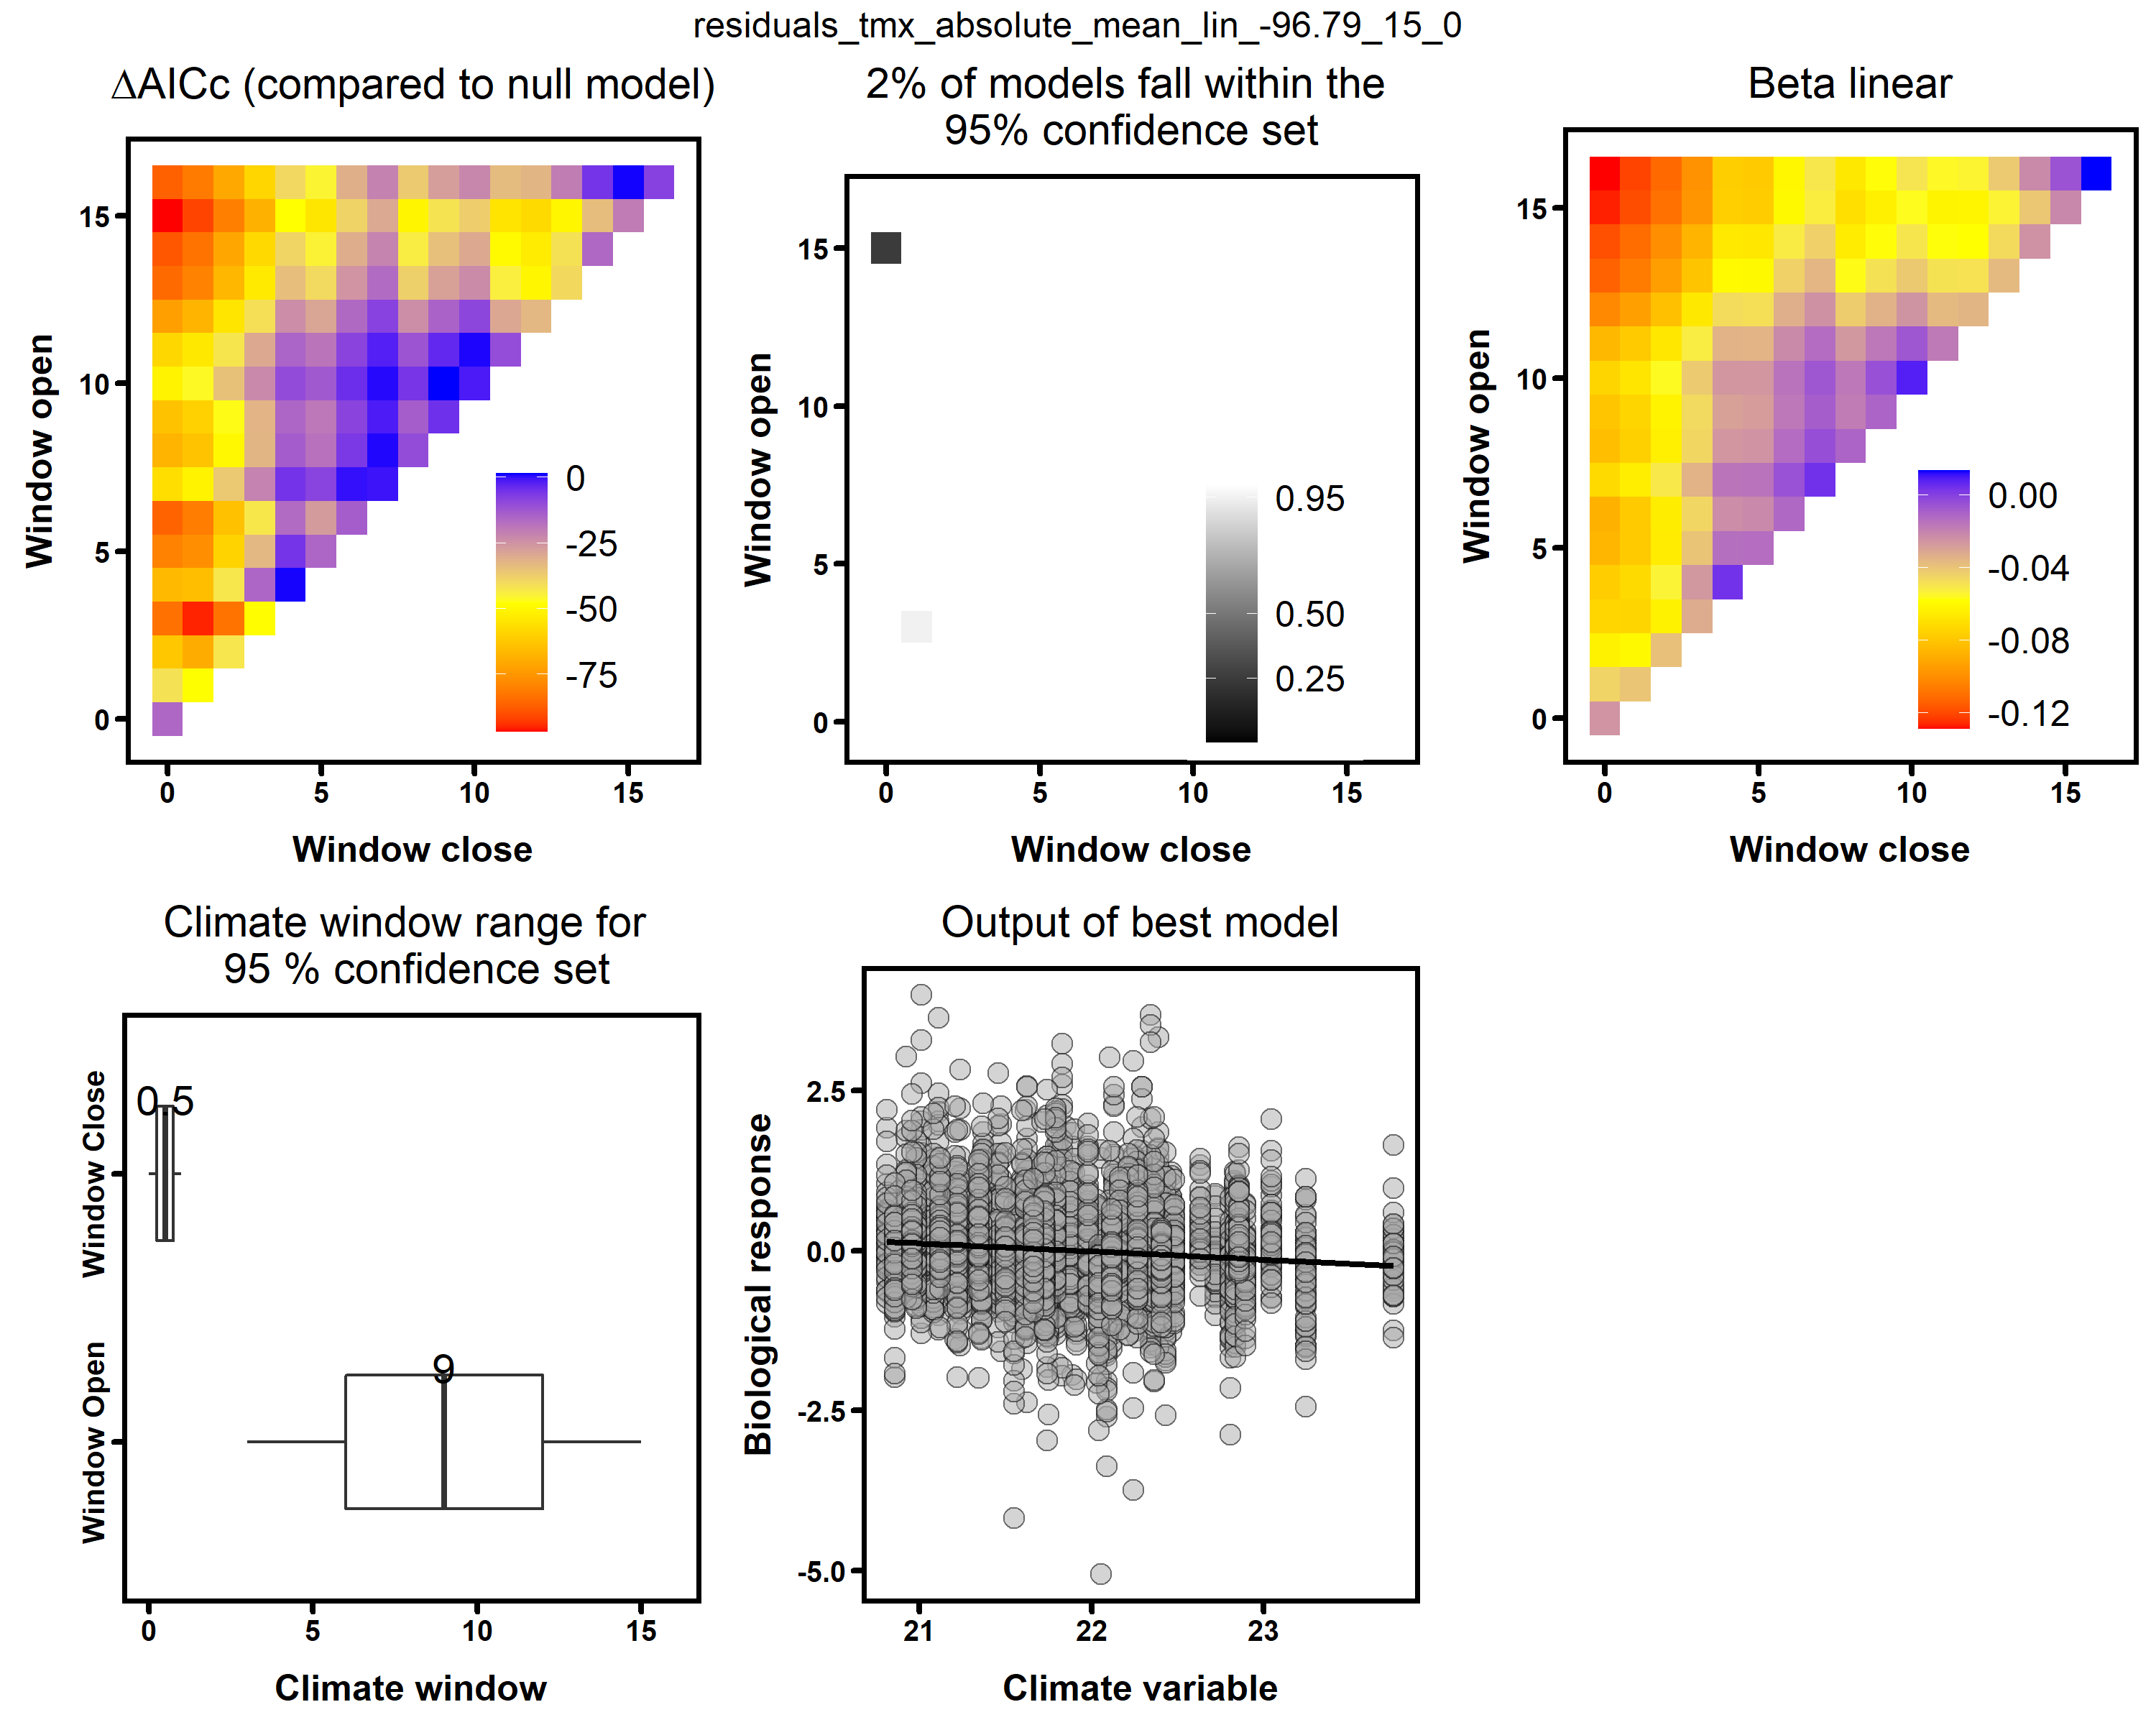 residuals_tmx_absolute_mean_lin_-96.79_15_0
ΔAICc (compared to null model)
15
10
5
0
0
5
10
15
Window open
Window close
0
-25
-50
-75
2% of models fall within the
95% confidence set
15
10
5
0
0
5
10
15
Window open
Window close
0.95
0.50
0.25
Beta linear
15
10
5
0
0
5
10
15
Window open
Window close
0.00
-0.04
-0.08
-0.12
Climate window range for
95 % confidence set
Window Close
Window Open
0.5
9
0
5
10
15
Climate window
Output of best model
Biological response
2.5
0.0
-2.5
-5.0
21
22
23
Climate variable